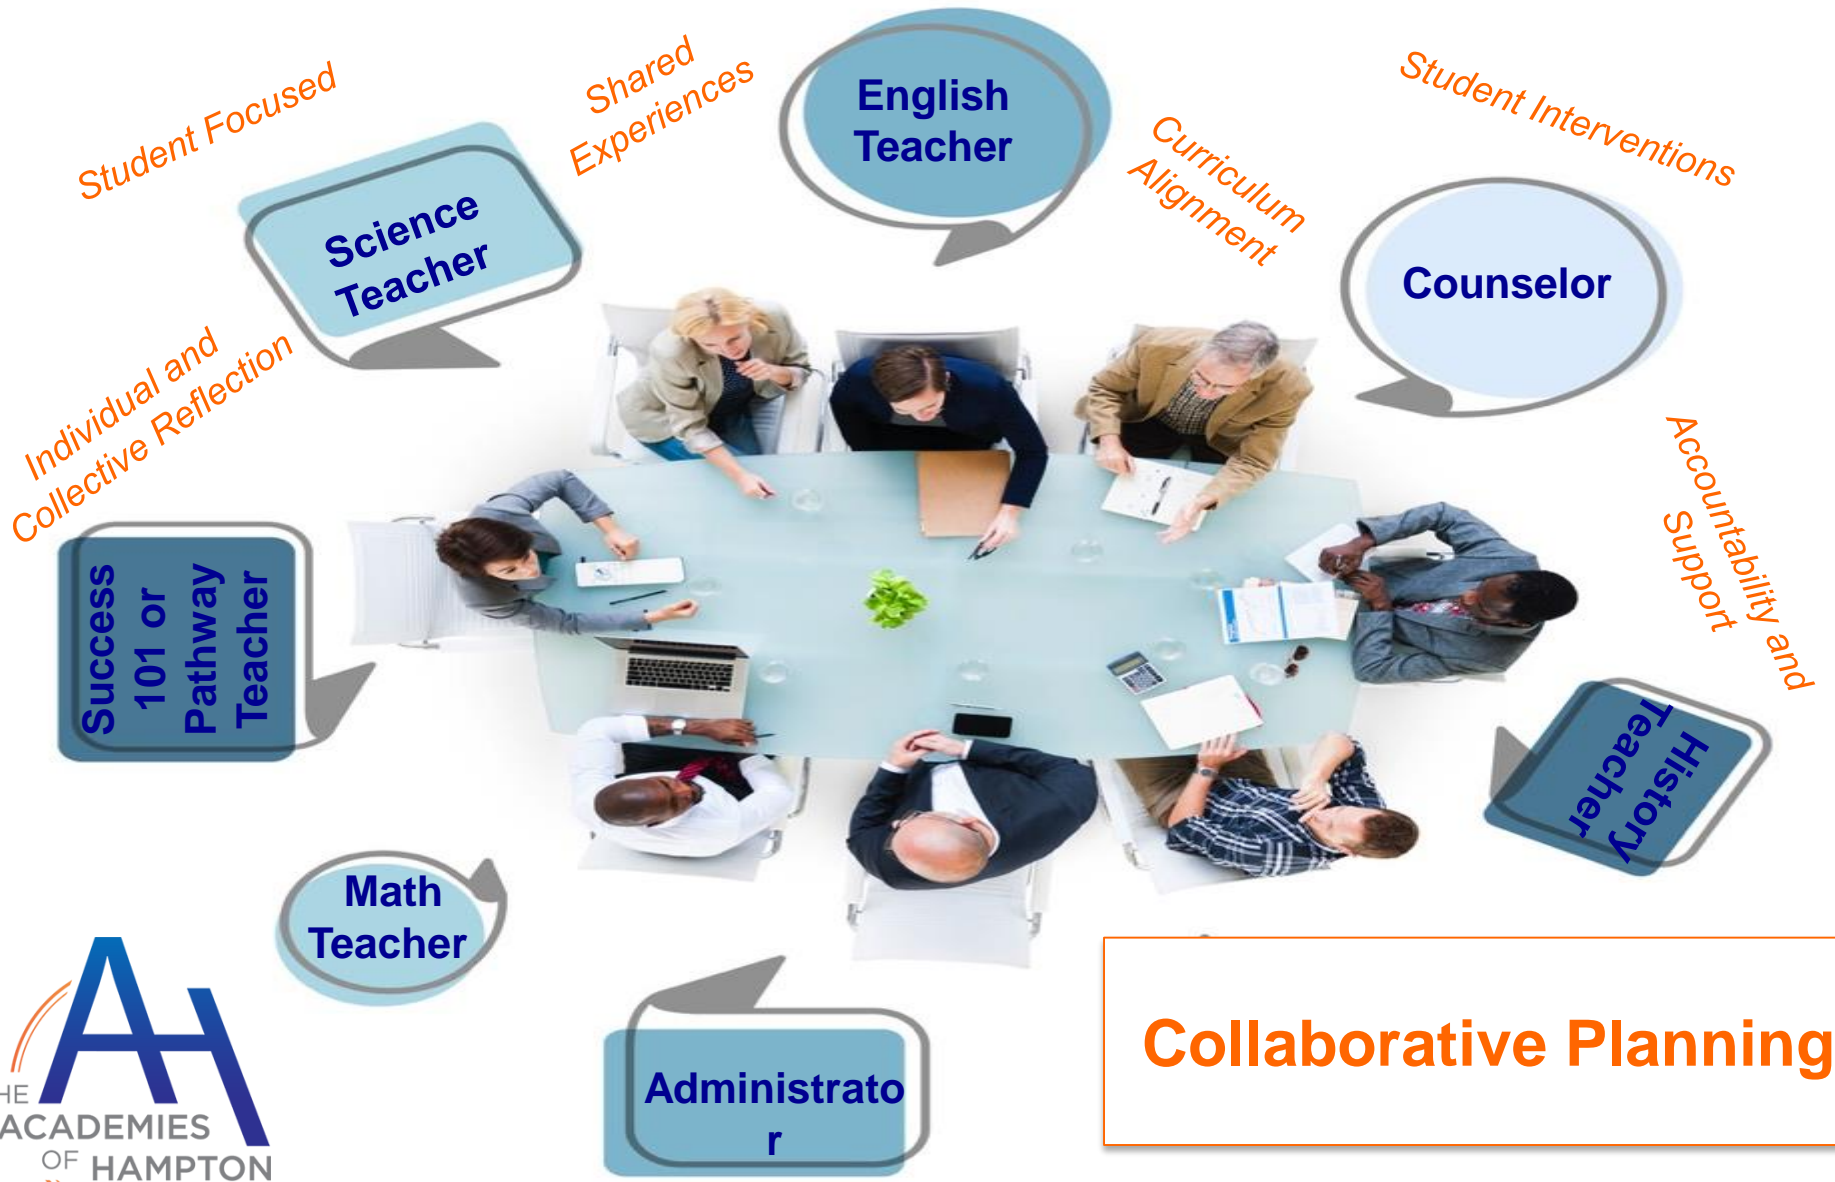 Student Focused
Shared
Experiences
English
Teacher
Curriculum
Alignment
Student Interventions
Science
Teacher
Counselor
Individual and
Collective Reflection
Accountability and
Support
Success
101 or
Pathway
Teacher
History
Teacher
Math
Teacher
Administrato
r
Collaborative Planning
AH
HE
ACADEMIES
OF HAMPTON